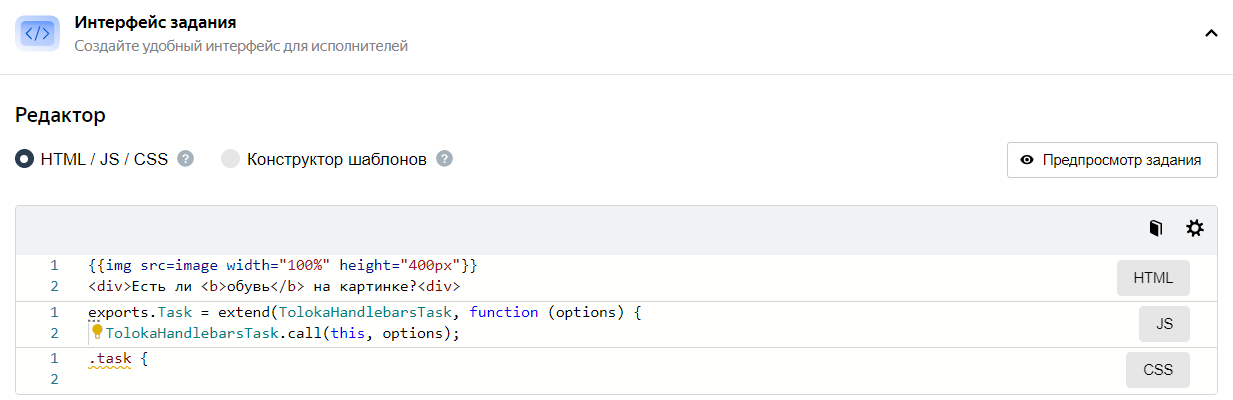 </>
Интерфейс задания
Создайте удобный интерфейс для исполнителей
Редактор
HTML / JS / CSS ? Конструктор шаблонов ? Предпросмотр задания
1 {{img src=image width="100%" height="400px"}}
HTML
2 <div>Есть ли <b>обувь</b> на картинке?<div>
1 exports.Task = extend(TolokaHandlebarsTask, function (options) {
JS
2 TolokaHandlebarsTask.call(this, options);
1 .task {
CSS
2